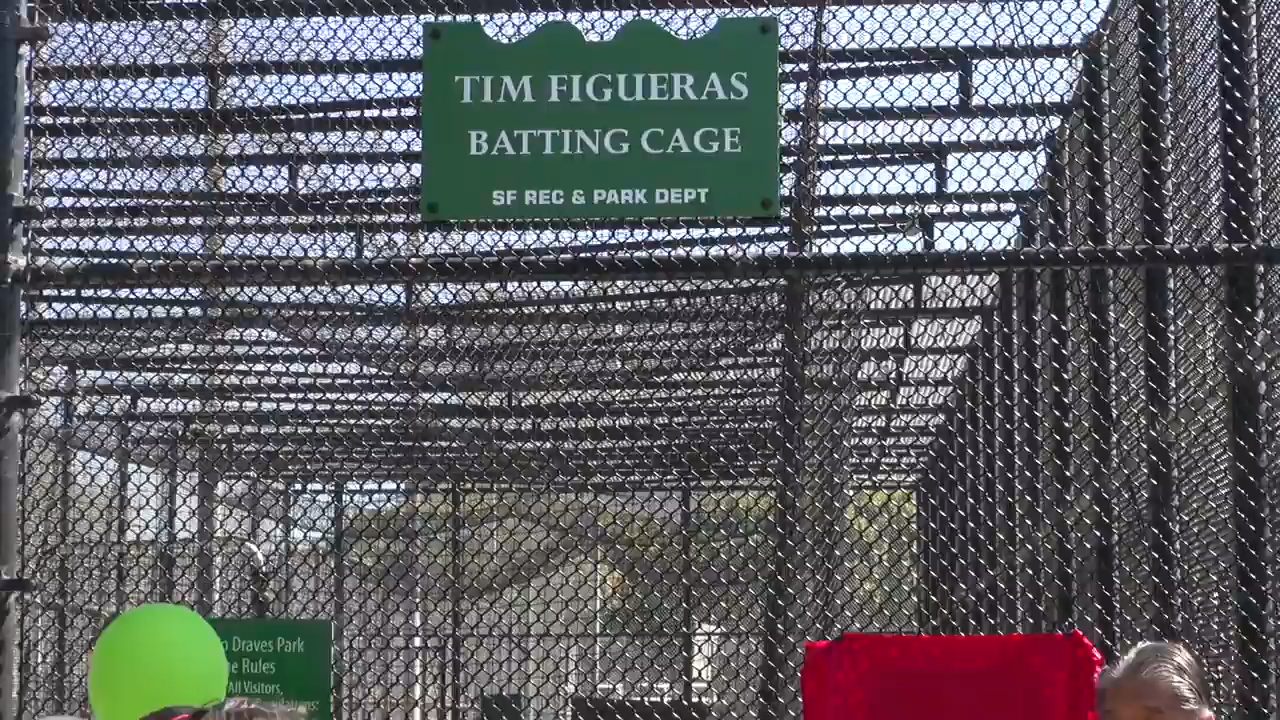 TIM FIGUERAS
BATTING CAGE
SF REC & PARK DEPT
Draves Park
Rules
All Visitors,